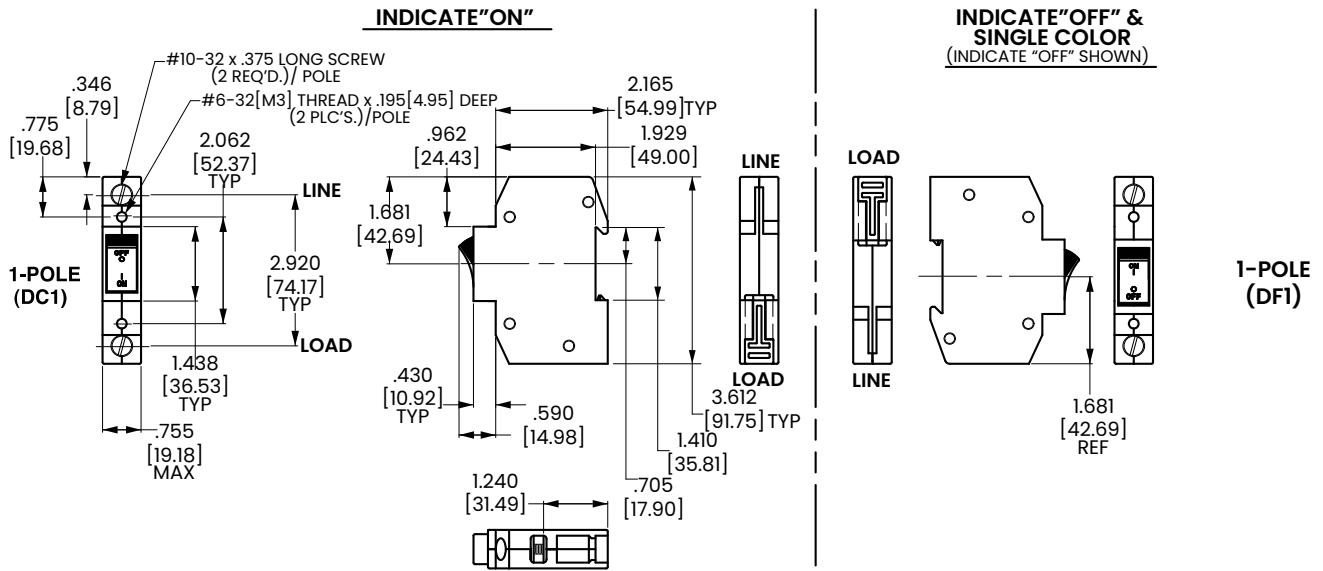 INDICATE”ON”
#10-32 x .375 LONG SCREW
(2 REQ’D.)/ POLE
#6-32[M3] THREAD x .195[4.95] DEEP
(2 PLC’S.)/POLE
.346
[8.79]
.775
[19.68]
2.062
[52.37]
TYP
LINE
1-POLE
(DC1)
OFF
ON
2.920
[74.17]
TYP
LOAD
1.438
[36.53]
TYP
.755
[19.18]
MAX
2.165
[54.99]TYP
1.929
[49.00]
.962
[24.43]
1.681
[42.69]
.430
[10.92]
TYP
.590
[14.98]
LINE
LOAD
3.612
[91.75] TYP
1.410
[35.81]
.705
[17.90]
1.240
[31.49]
INDICATE”OFF” &
SINGLE COLOR
(INDICATE “OFF” SHOWN)
LOAD
LINE
ON
OFF
1-POLE
(DF1)
1.681
[42.69]
REF